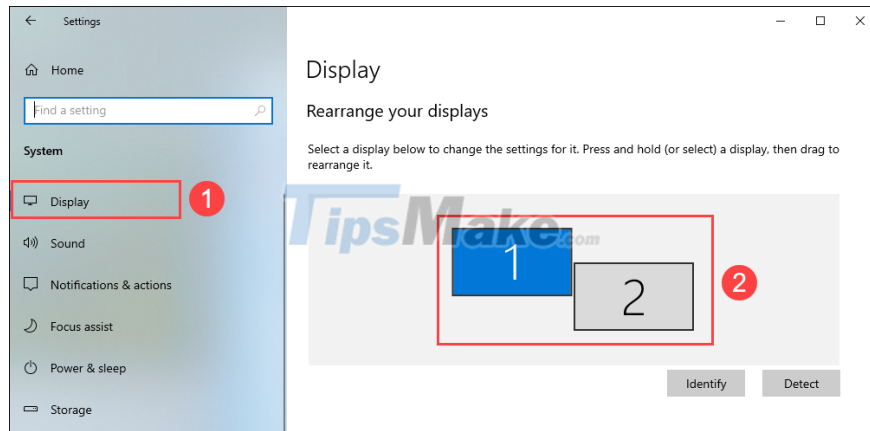 Settings
Home
Find a setting
System
Display
1
Sound
Notifications & actions
Focus assist
Power & sleep
Storage
Display
Rearrange your displays
Select a display below to change the settings for it. Press and hold (or select) a display, then drag to
rearrange it.
TipsMake.com
1
2
2
Identify
Detect